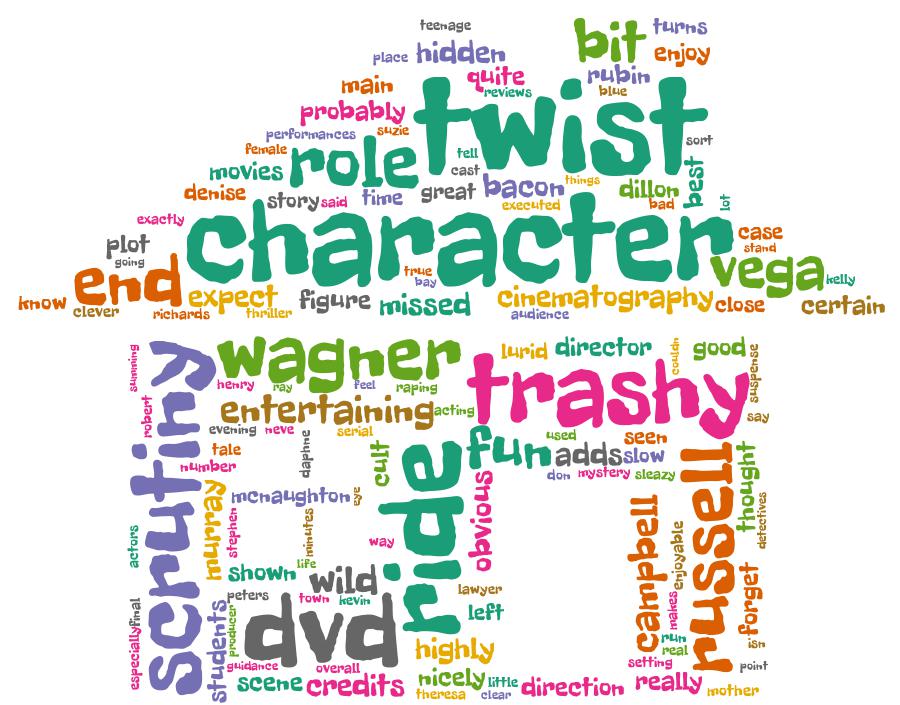 teenage
bit turns
place hidden enjoy
main quite rubin
reviews blue
probably twist
performances suzie
female role tell sort
movies cast best
denise story said time great bacon things dillon
executed bad lot
exactly character case
plot stand
going true vega kelly
end bay
know clever richards expect thriller figure missed cinematography audience close certain
summing scrutiny wagner lurid director couldn good suspense
henry ray feel raping trashy
robert entertaining acting say
evening neve serial fun used seen
tale daphne cult adds slow russell thought
number don mystery sleazy
mcnaughton eye ride obvious
murray stephen minutes campbell enjoyable detectives
actors way
shown life wild
peters town kevin lawyer makes forget
especially final students producer dvd left run isn
real
guidance overall highly setting point
scene credits nicely little direction really mother
theresa clear